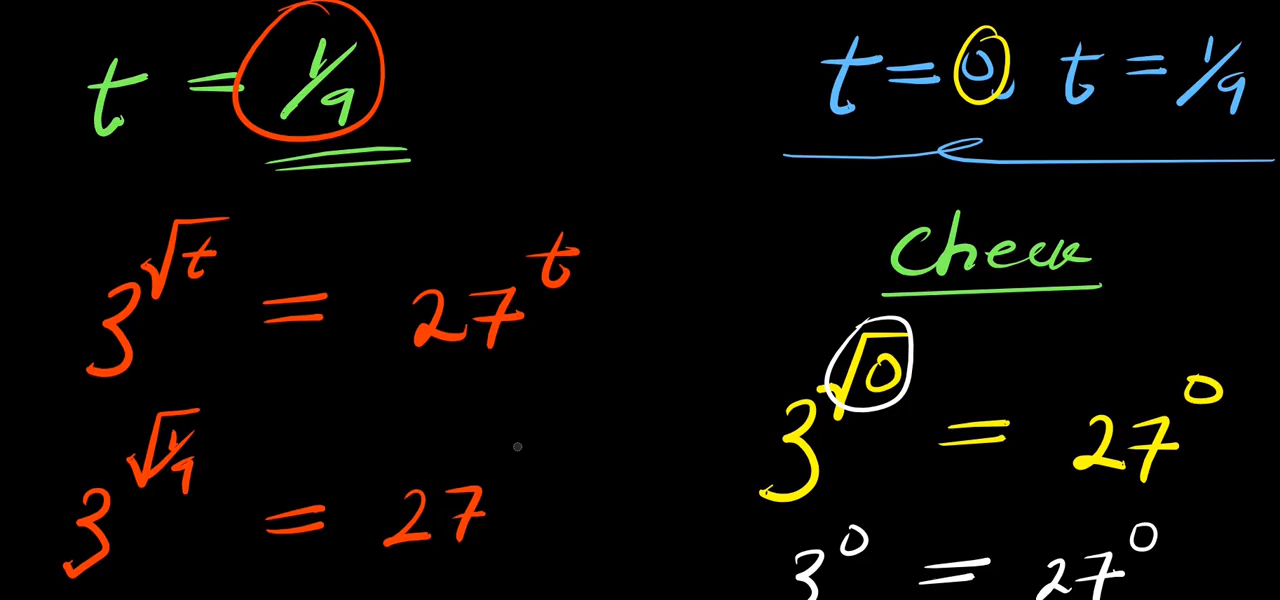 t = 1/9
3^√t = 27^t
3^√1/9 = 27
t = 0, t = 1/9
Check
3^√0 = 27^0
3^0 = 27^0